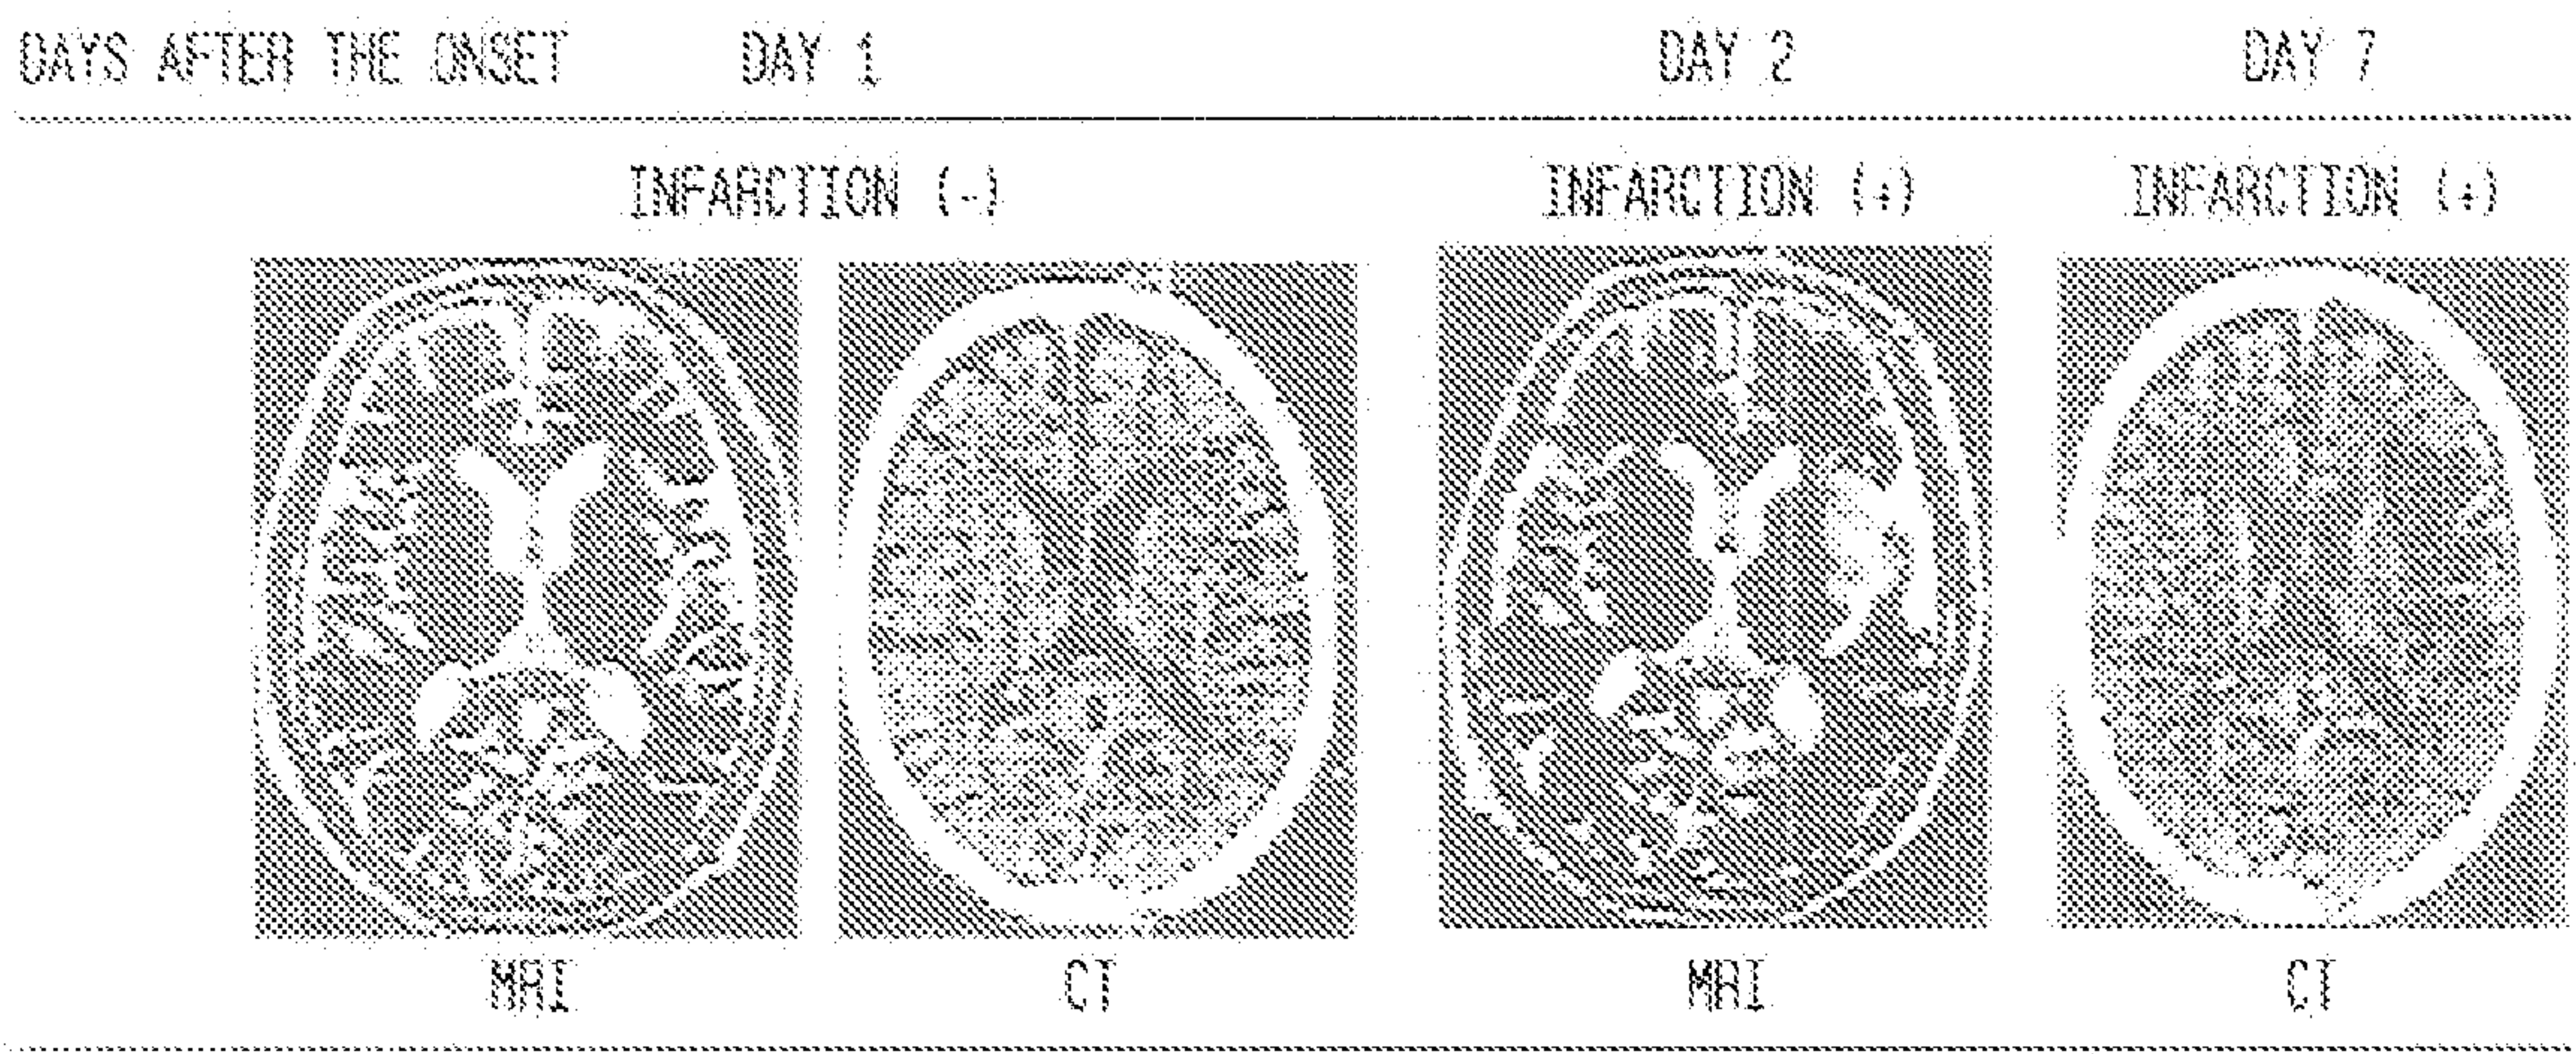 DAYS AFTER THE ONSET DAY 1 DAY 2 DAY 7
INFARCTION (-) INFARCTION (+) INFARCTION (+)
MRI CT MRI CT